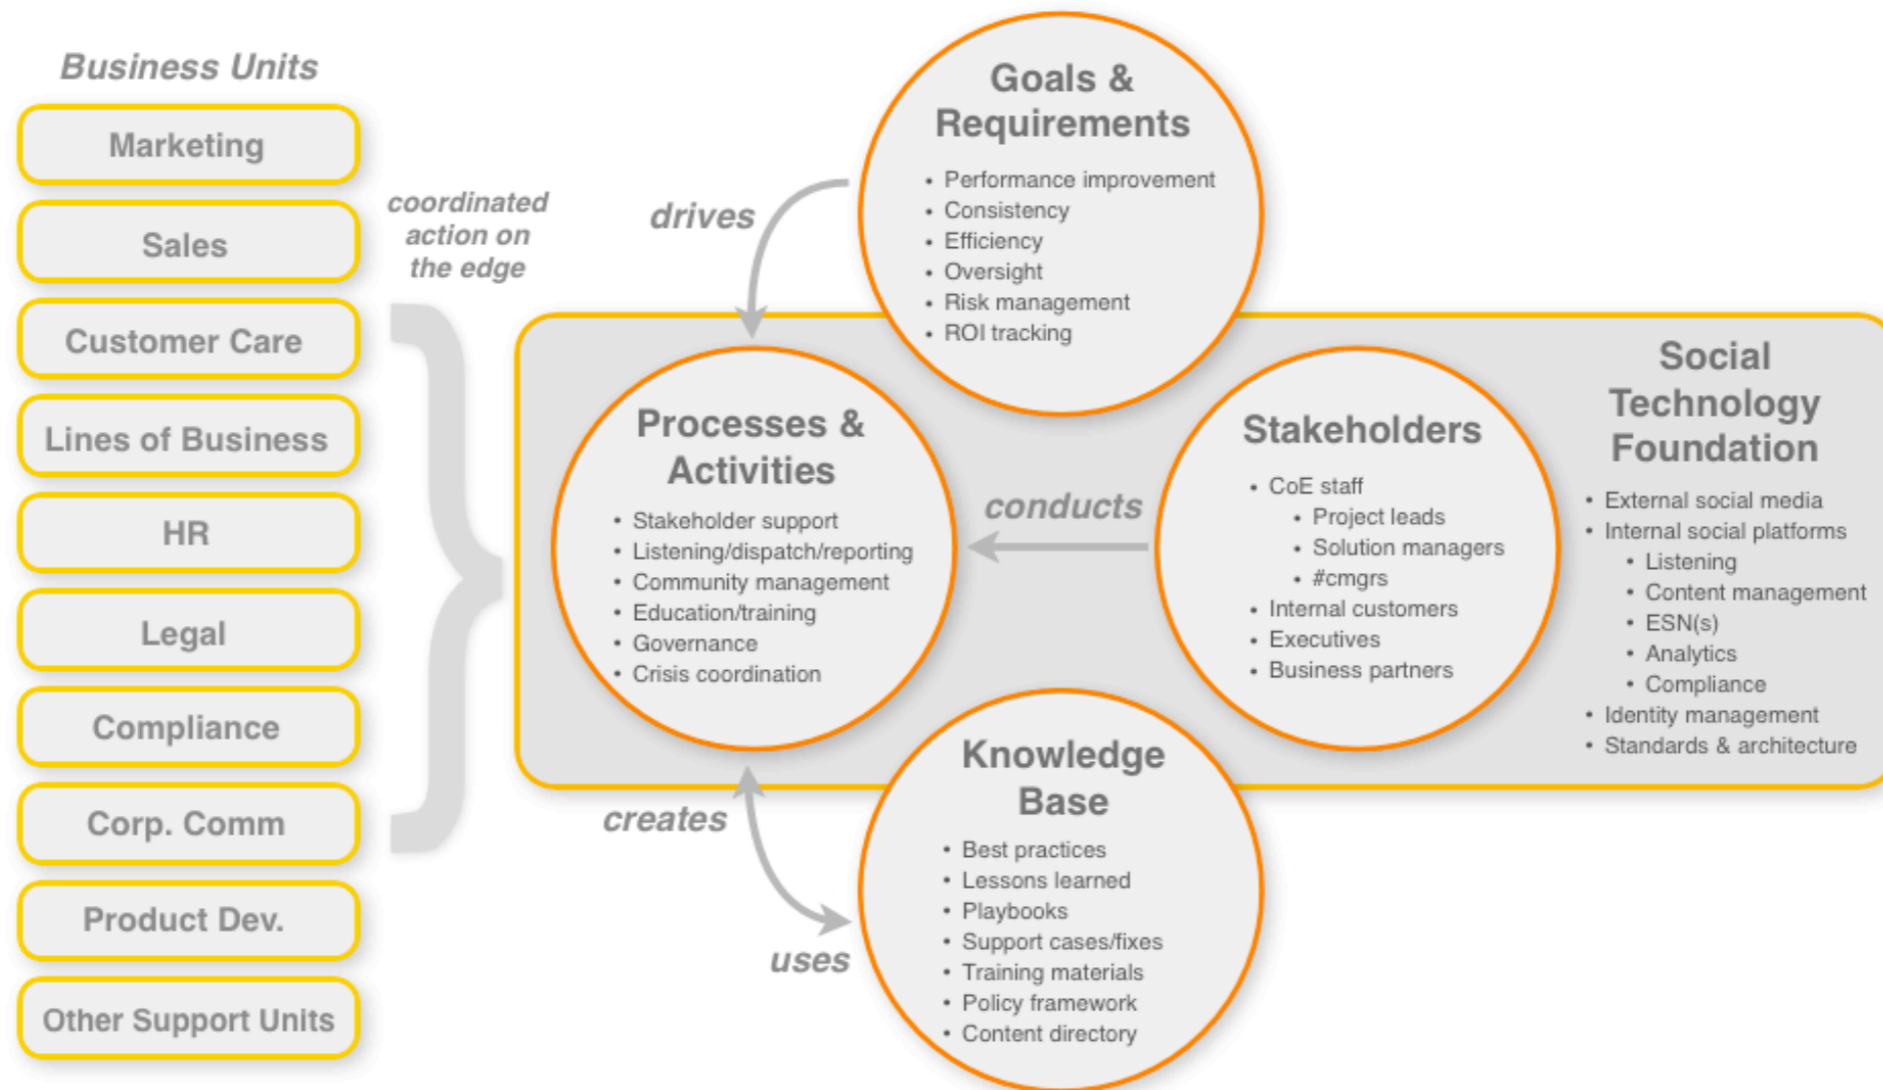 Business Units
Marketing
Sales
Customer Care
Lines of Business
HR
Legal
Compliance
Corp. Comm
Product Dev.
Other Support Units
coordinated
action on
the edge
drives
Goals &
Requirements
• Performance improvement
• Consistency
• Efficiency
• Oversight
• Risk management
• ROI tracking
Processes &
Activities
• Stakeholder support
• Listening/dispatch/reporting
• Community management
• Education/training
• Governance
• Crisis coordination
conducts
Stakeholders
• CoE staff
• Project leads
• Solution managers
• #cmgrs
• Internal customers
• Executives
• Business partners
Social
Technology
Foundation
• External social media
• Internal social platforms
• Listening
• Content management
• ESN(s)
• Analytics
• Compliance
• Identity management
• Standards & architecture
creates
uses
Knowledge
Base
• Best practices
• Lessons learned
• Playbooks
• Support cases/fixes
• Training materials
• Policy framework
• Content directory